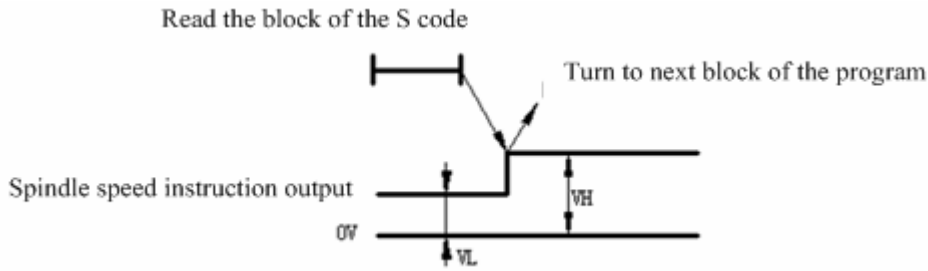 Read the block of the S code
Turn to next block of the program
Spindle speed instruction output
VH
0V
VL